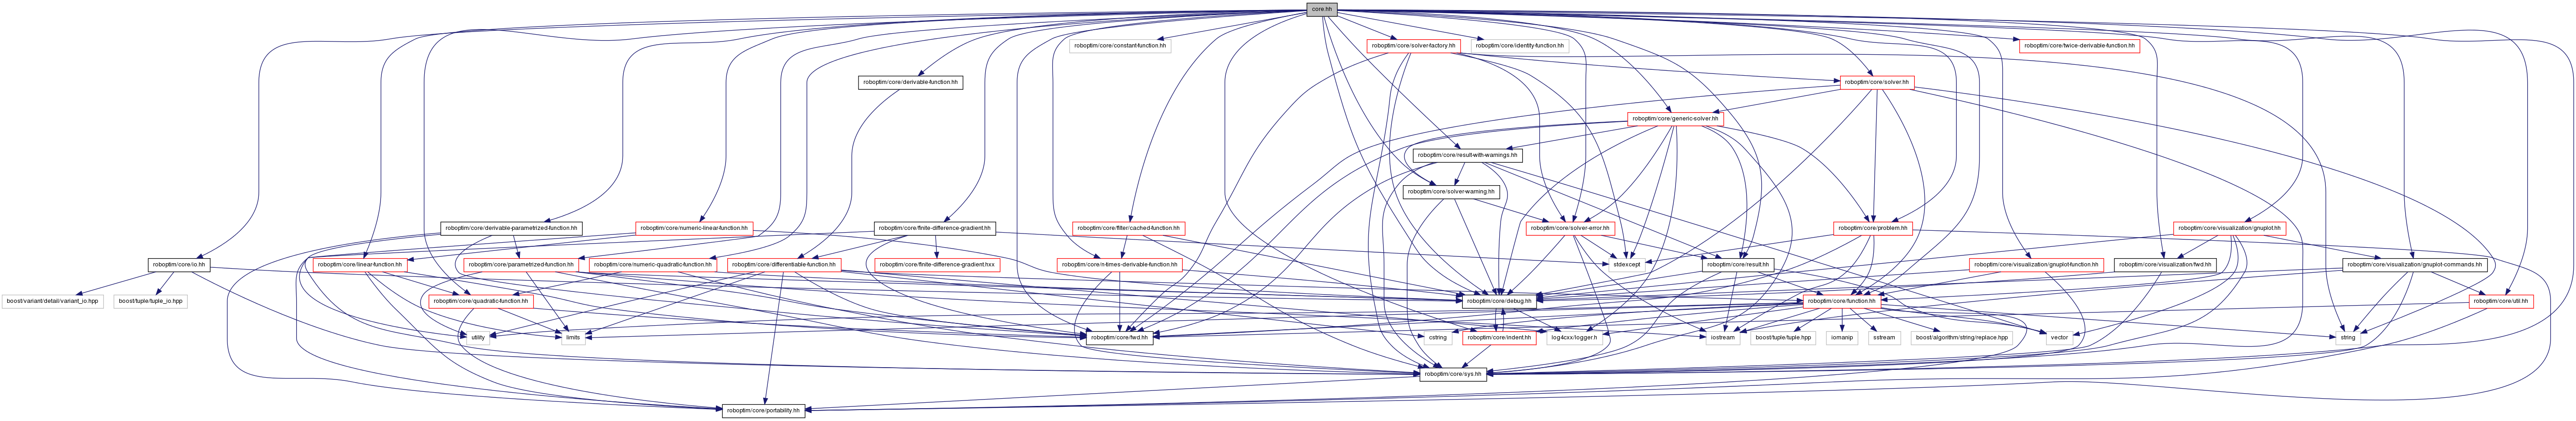 core.hh
roboptim/core/constant-function.hh
roboptim/core/solver-factory.hh
roboptim/core/identity-function.hh
roboptim/core/twice-derivable-function.hh
roboptim/core/derivable-function.hh
roboptim/core/solver.hh
roboptim/core/generic-solver.hh
roboptim/core/result-with-warnings.hh
roboptim/core/solver-warning.hh
roboptim/core/derivable-parametrized-function.hh
roboptim/core/numeric-linear-function.hh
roboptim/core/finite-difference-gradient.hh
roboptim/core/filter/cached-function.hh
roboptim/core/solver-error.hh
roboptim/core/problem.hh
roboptim/core/visualization/gnuplot.hh
roboptim/core/io.hh
roboptim/core/linear-function.hh
roboptim/core/parametrized-function.hh
roboptim/core/numeric-quadratic-function.hh
roboptim/core/differentiable-function.hh
roboptim/core/finite-difference-gradient.hxx
roboptim/core/n-times-derivable-function.hh
stdexcept
roboptim/core/result.hh
roboptim/core/visualization/gnuplot-function.hh
roboptim/core/visualization/fwd.hh
roboptim/core/visualization/gnuplot-commands.hh
boost/variant/detail/variant_io.hpp
boost/tuple/tuple_io.hpp
roboptim/core/quadratic-function.hh
roboptim/core/debug.hh
roboptim/core/function.hh
roboptim/core/util.hh
utility
limits
roboptim/core/fwd.hh
cstring
roboptim/core/indent.hh
log4cxx/logger.h
iostream
boost/tuple/tuple.hpp
iomanip
sstream
boost/algorithm/string/replace.hpp
vector
string
roboptim/core/sys.hh
roboptim/core/portability.hh